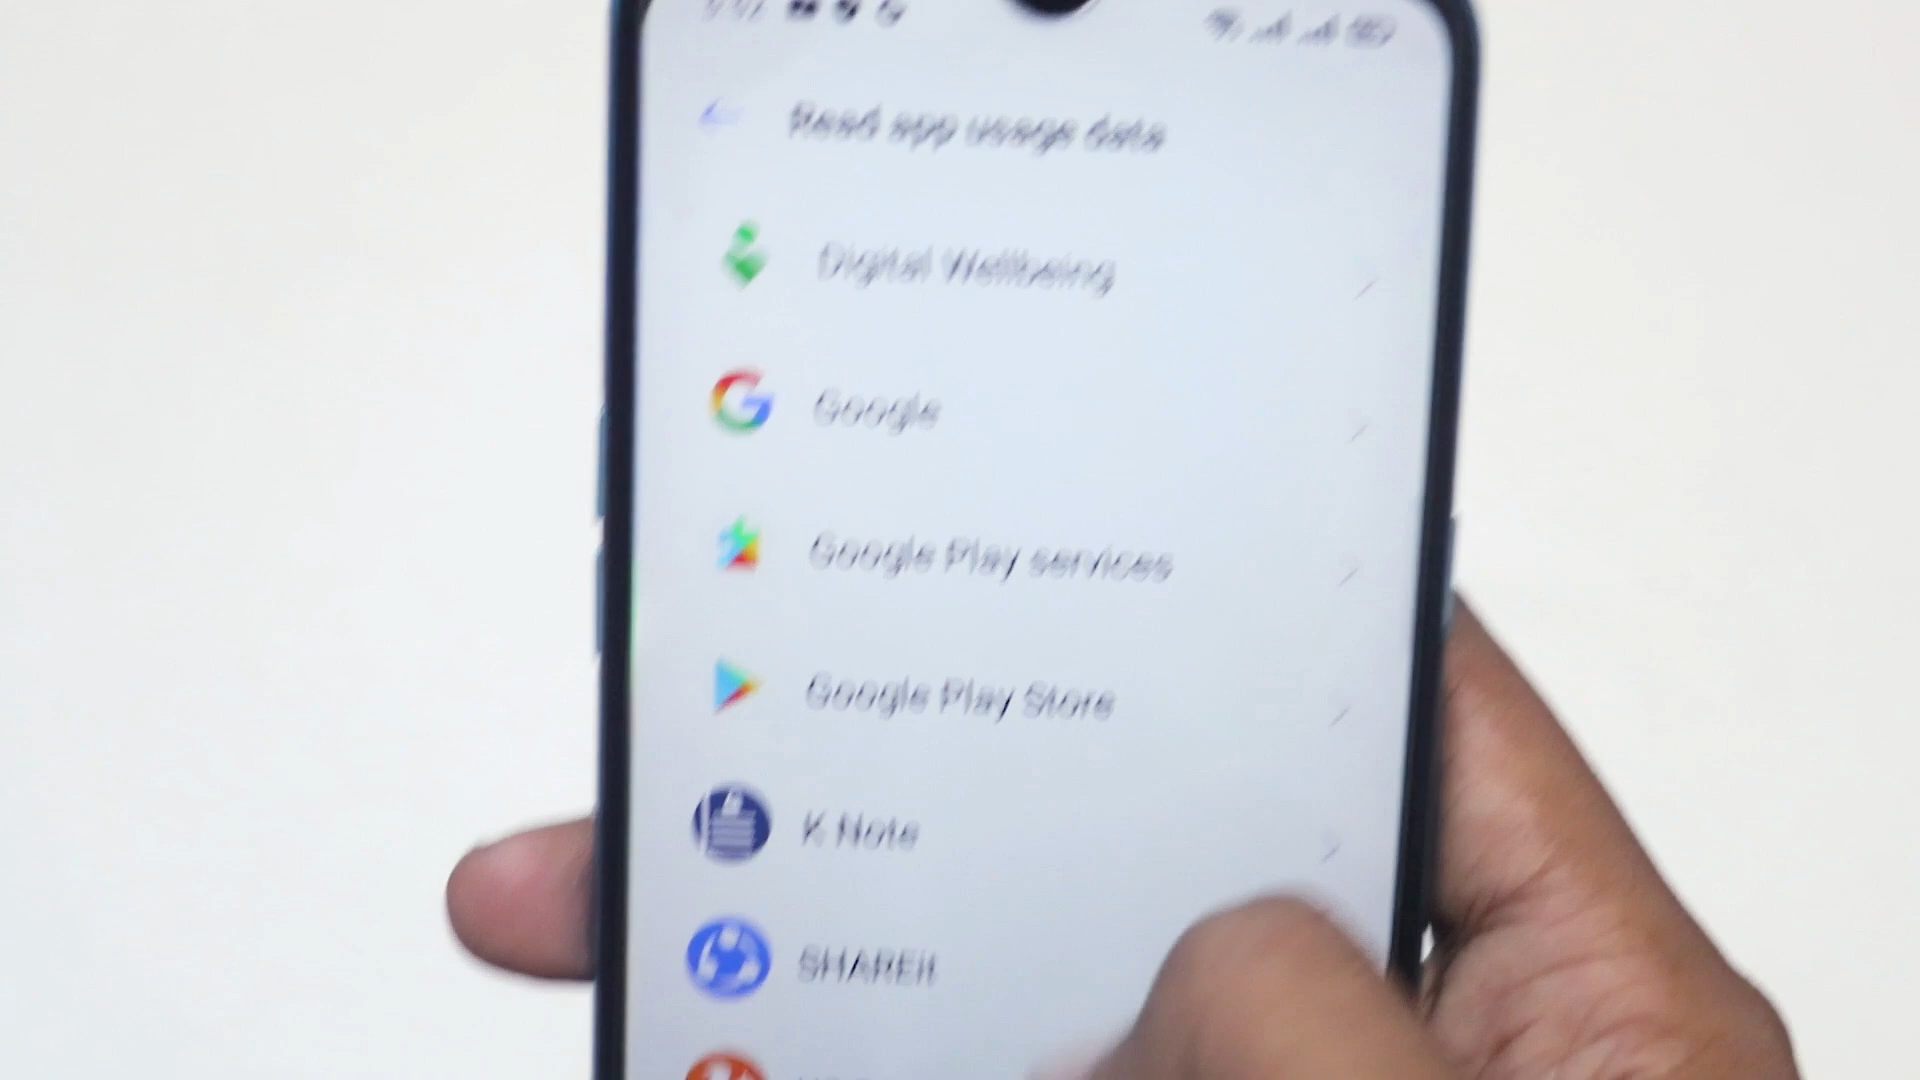 Read app usage data
Digital Wellbeing
Google
Google Play services
Google Play Store
K Note
SHAREit